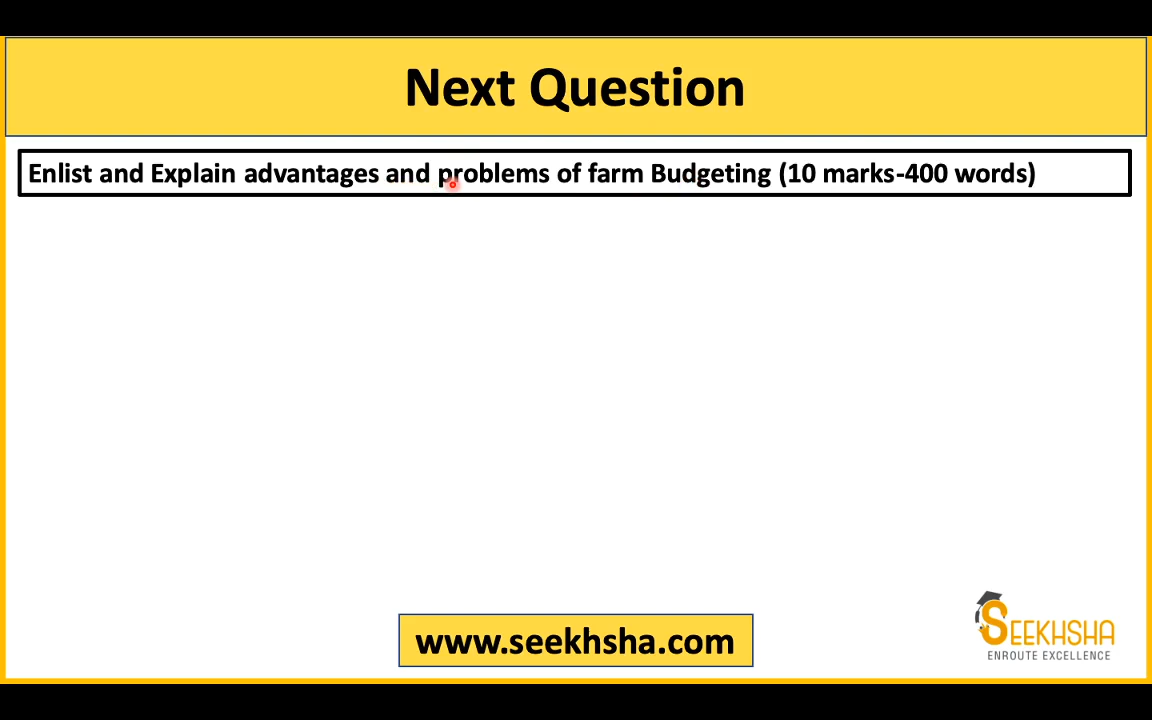 Next Question
Enlist and Explain advantages and problems of farm Budgeting (10 marks-400 words)
www.seekhsha.com
SEEKHSHA
ENROUTE EXCELLENCE